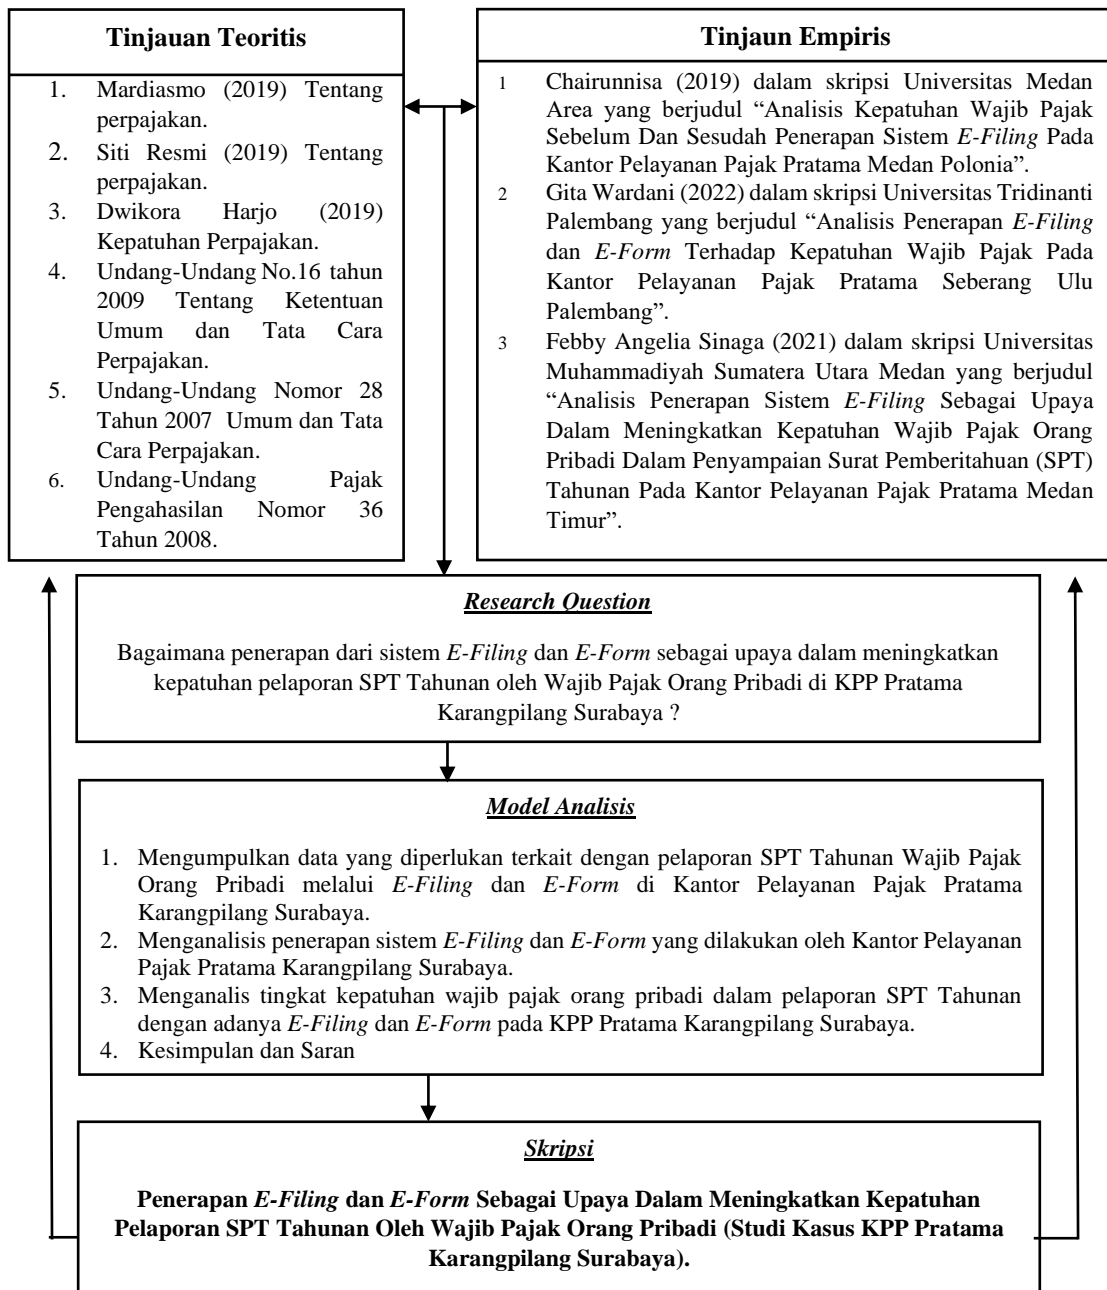 Tinjauan Teoritis
1. Mardiasmo (2019) Tentang
perpajakan.
2. Siti Resmi (2019) Tentang
perpajakan.
3. Dwikora Harjo (2019)
Kepatuhan Perpajakan.
4. Undang-Undang No.16 tahun
2009 Tentang Ketentuan
Umum dan Tata Cara
Perpajakan.
5. Undang-Undang Nomor 28
Tahun 2007 Umum dan Tata
Cara Perpajakan.
6. Undang-Undang Pajak
Pengahasilan Nomor 36
Tahun 2008.
Tinjaun Empiris
1 Chairunnisa (2019) dalam skripsi Universitas Medan
Area yang berjudul “Analisis Kepatuhan Wajib Pajak
Sebelum Dan Sesudah Penerapan Sistem E-Filing Pada
Kantor Pelayanan Pajak Pratama Medan Polonia”.
2 Gita Wardani (2022) dalam skripsi Universitas Tridinanti
Palembang yang berjudul “Analisis Penerapan E-Filing
dan E-Form Terhadap Kepatuhan Wajib Pajak Pada
Kantor Pelayanan Pajak Pratama Seberang Ulu
Palembang”.
3 Febby Angelia Sinaga (2021) dalam skripsi Universitas
Muhammadiyah Sumatera Utara Medan yang berjudul
“Analisis Penerapan Sistem E-Filing Sebagai Upaya
Dalam Meningkatkan Kepatuhan Wajib Pajak Orang
Pribadi Dalam Penyampaian Surat Pemberitahuan (SPT)
Tahunan Pada Kantor Pelayanan Pajak Pratama Medan
Timur”.
Research Question
Bagaimana penerapan dari sistem E-Filing dan E-Form sebagai upaya dalam meningkatkan
kepatuhan pelaporan SPT Tahunan oleh Wajib Pajak Orang Pribadi di KPP Pratama
Karangpilang Surabaya ?
Model Analisis
1. Mengumpulkan data yang diperlukan terkait dengan pelaporan SPT Tahunan Wajib Pajak
Orang Pribadi melalui E-Filing dan E-Form di Kantor Pelayanan Pajak Pratama
Karangpilang Surabaya.
2. Menganalisis penerapan sistem E-Filing dan E-Form yang dilakukan oleh Kantor Pelayanan
Pajak Pratama Karangpilang Surabaya.
3. Menganalis tingkat kepatuhan wajib pajak orang pribadi dalam pelaporan SPT Tahunan
dengan adanya E-Filing dan E-Form pada KPP Pratama Karangpilang Surabaya.
4. Kesimpulan dan Saran
Skripsi
Penerapan E-Filing dan E-Form Sebagai Upaya Dalam Meningkatkan Kepatuhan
Pelaporan SPT Tahunan Oleh Wajib Pajak Orang Pribadi (Studi Kasus KPP Pratama
Karangpilang Surabaya).